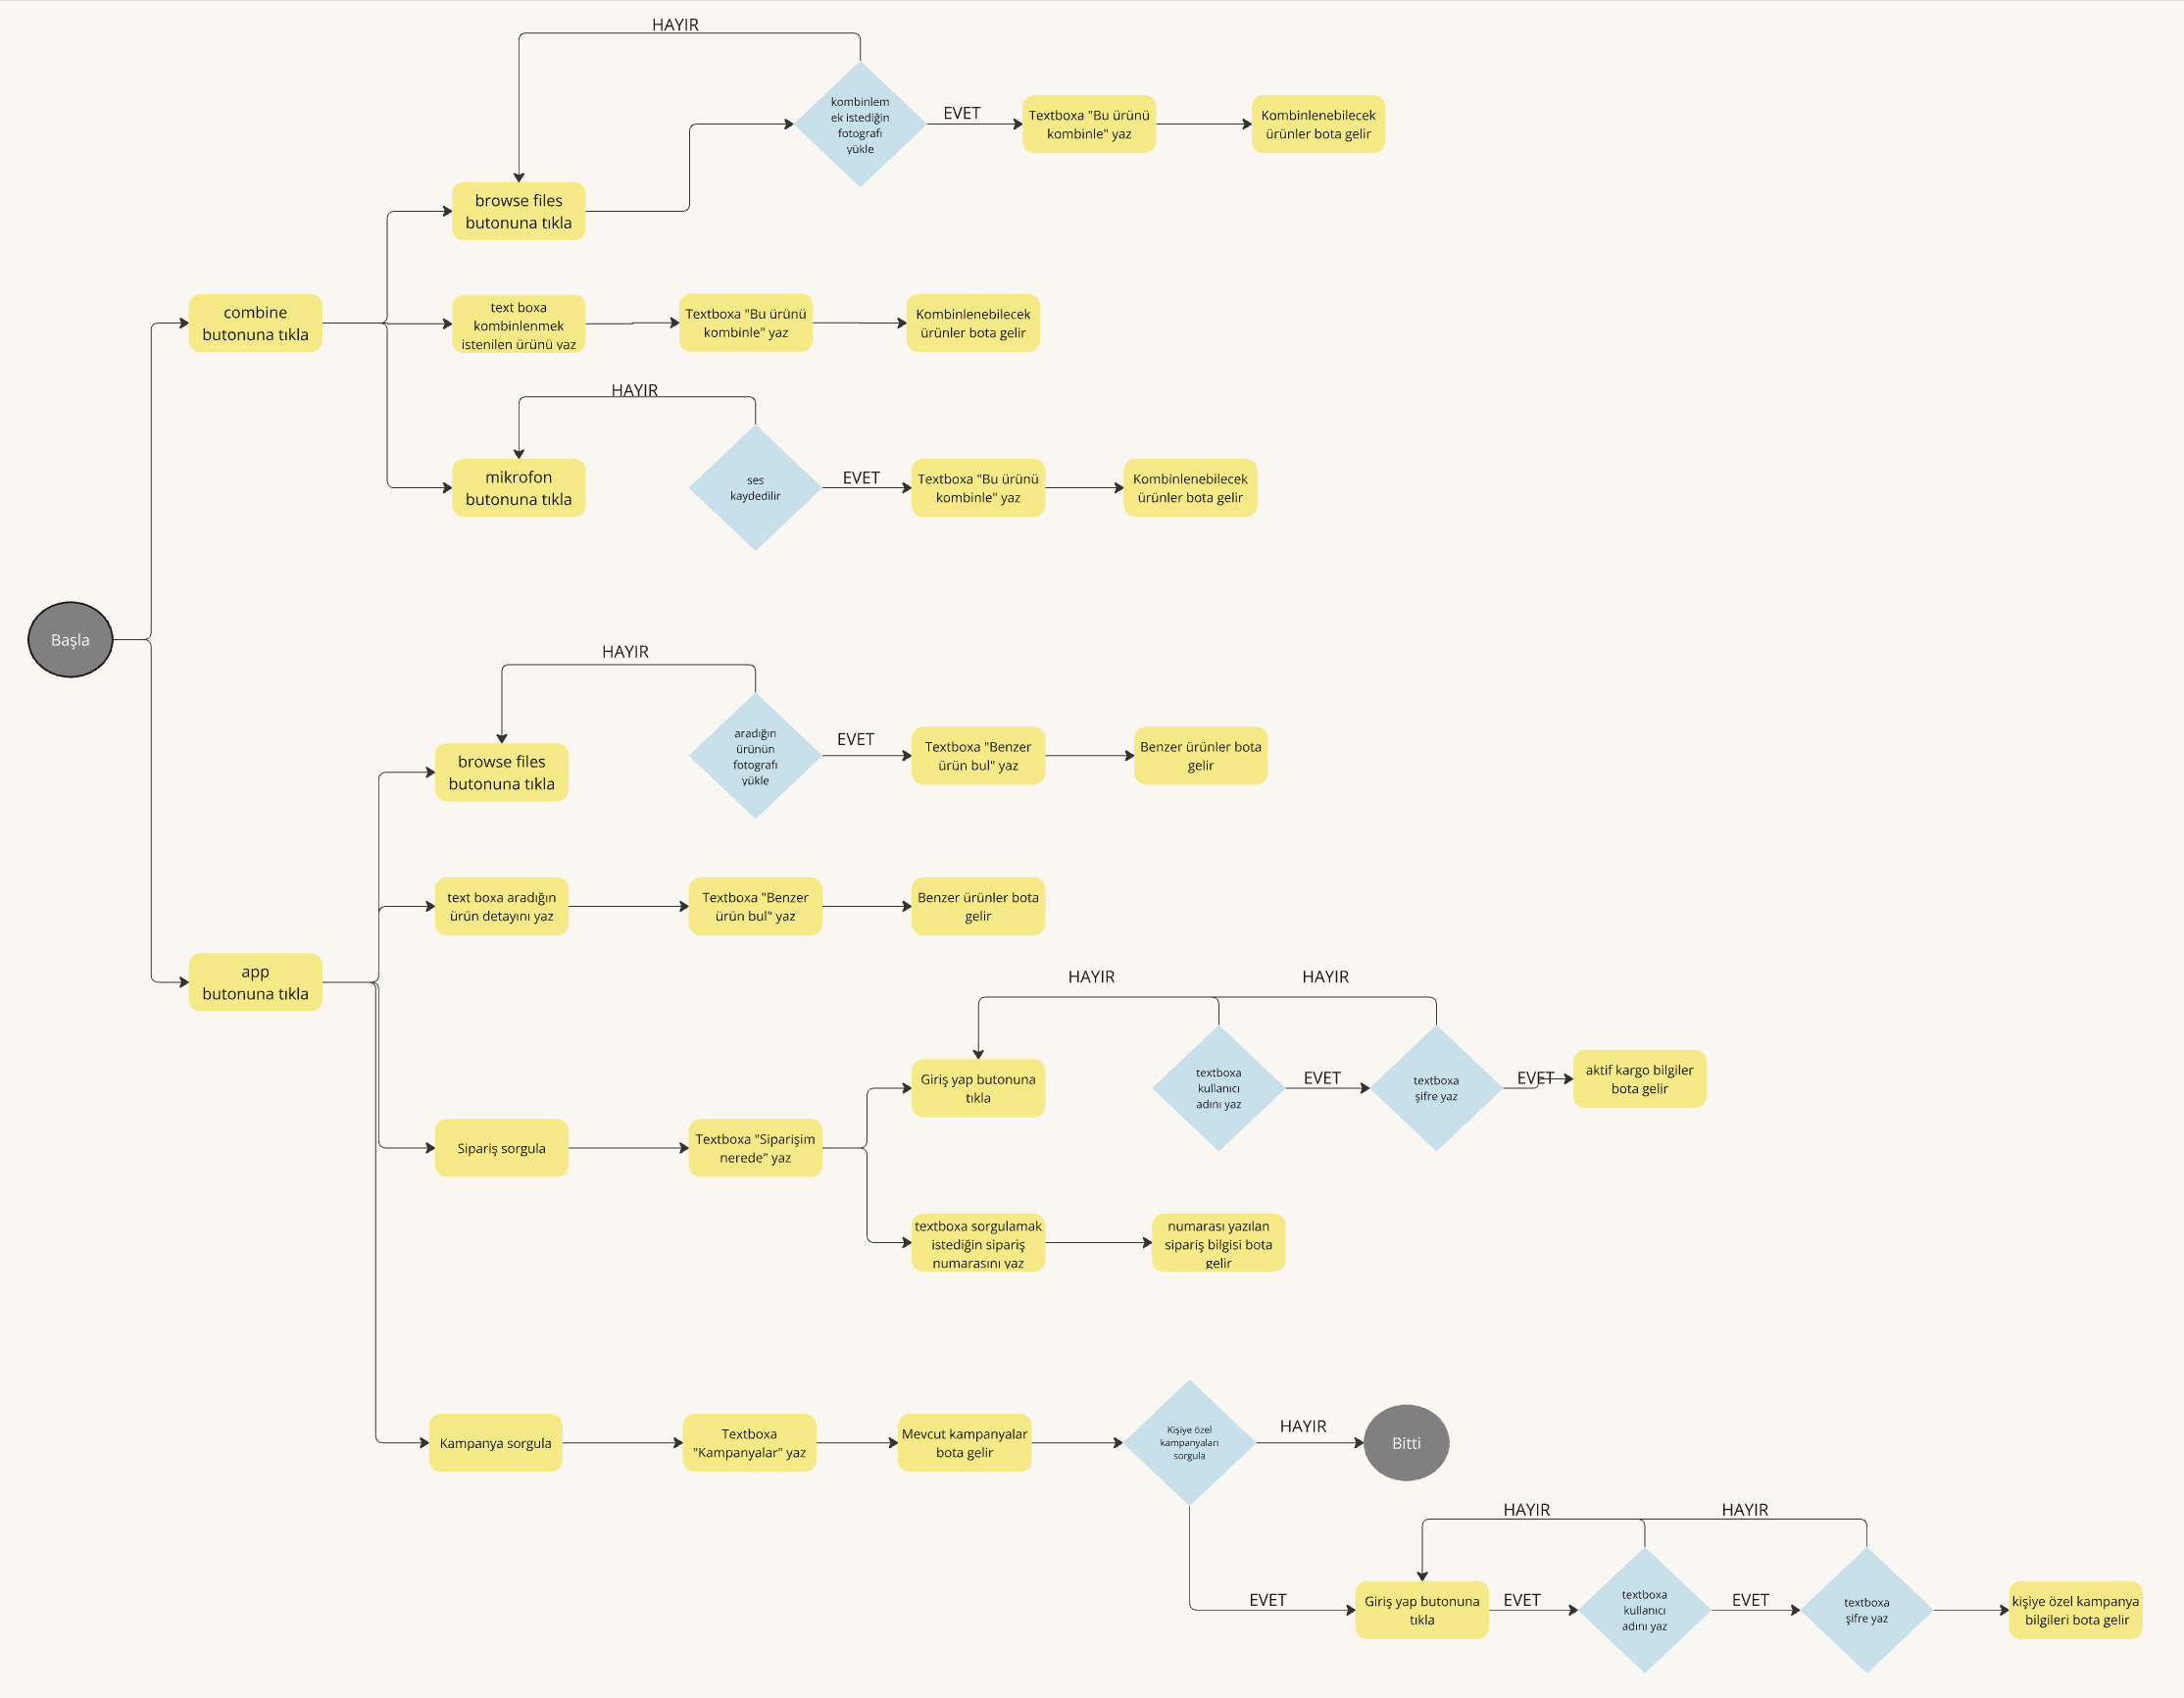 HAYIR
kombinlem
ek istediğin
fotografı
yükle
EVET
Textboxa "Bu ürünü
kombinle" yaz
Kombinlenebilecek
ürünler bota gelir
browse files
butonuna tıkla
combine
butonuna tıkla
text boxa
kombinlenmek
istenilen ürünü yaz
Textboxa "Bu ürünü
kombinle" yaz
Kombinlenebilecek
ürünler bota gelir
HAYIR
mikrofon
butonuna tıkla
ses
kaydedilir
EVET
Textboxa "Bu ürünü
kombinle" yaz
Kombinlenebilecek
ürünler bota gelir
Başla
HAYIR
browse files
butonuna tıkla
aradığın
ürünün
fotografı
yükle
EVET
Textboxa "Benzer
ürün bul" yaz
Benzer ürünler bota
gelir
text boxa aradığın
ürün detayını yaz
Textboxa "Benzer
ürün bul" yaz
Benzer ürünler bota
gelir
app
butonuna tıkla
HAYIR
HAYIR
Giriş yap butonuna
tıkla
textboxa
kullanıcı
adını yaz
EVET
textboxa
şifre yaz
EVET
aktif kargo bilgiler
bota gelir
Sipariş sorgula
Textboxa "Siparişim
nerede" yaz
textboxa sorgulamak
istediğin sipariş
numarasını yaz
numarası yazılan
sipariş bilgisi bota
gelir
Kampanya sorgula
Textboxa
"Kampanyalar" yaz
Mevcut kampanyalar
bota gelir
Kişiye özel
kampanyaları
sorgula
HAYIR
Bitti
HAYIR
HAYIR
EVET
Giriş yap butonuna
tıkla
EVET
textboxa
kullanıcı
adını yaz
EVET
textboxa
şifre yaz
kişiye özel kampanya
bilgileri bota gelir